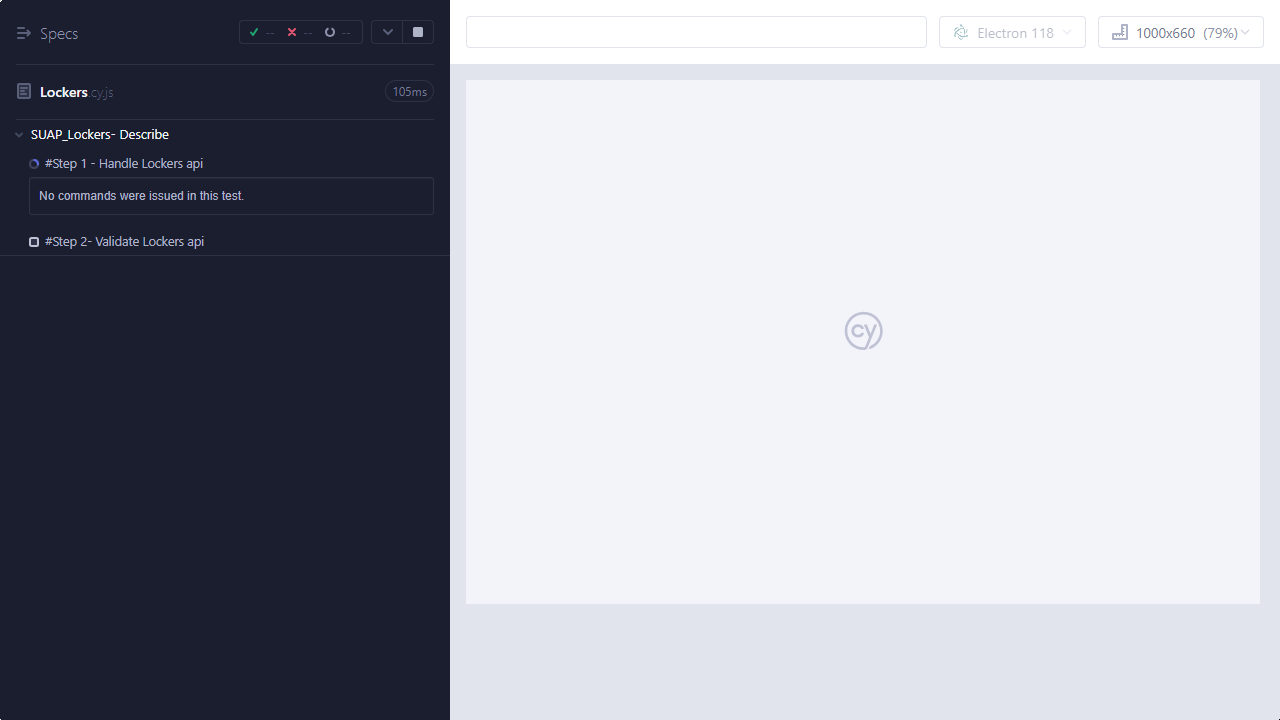 Specs
-- -- --
Lockers.cy.js
105ms
SUAP_Lockers- Describe
#Step 1 - Handle Lockers api
No commands were issued in this test.
#Step 2- Validate Lockers api
Electron 118
1000x660 (79%)
cy